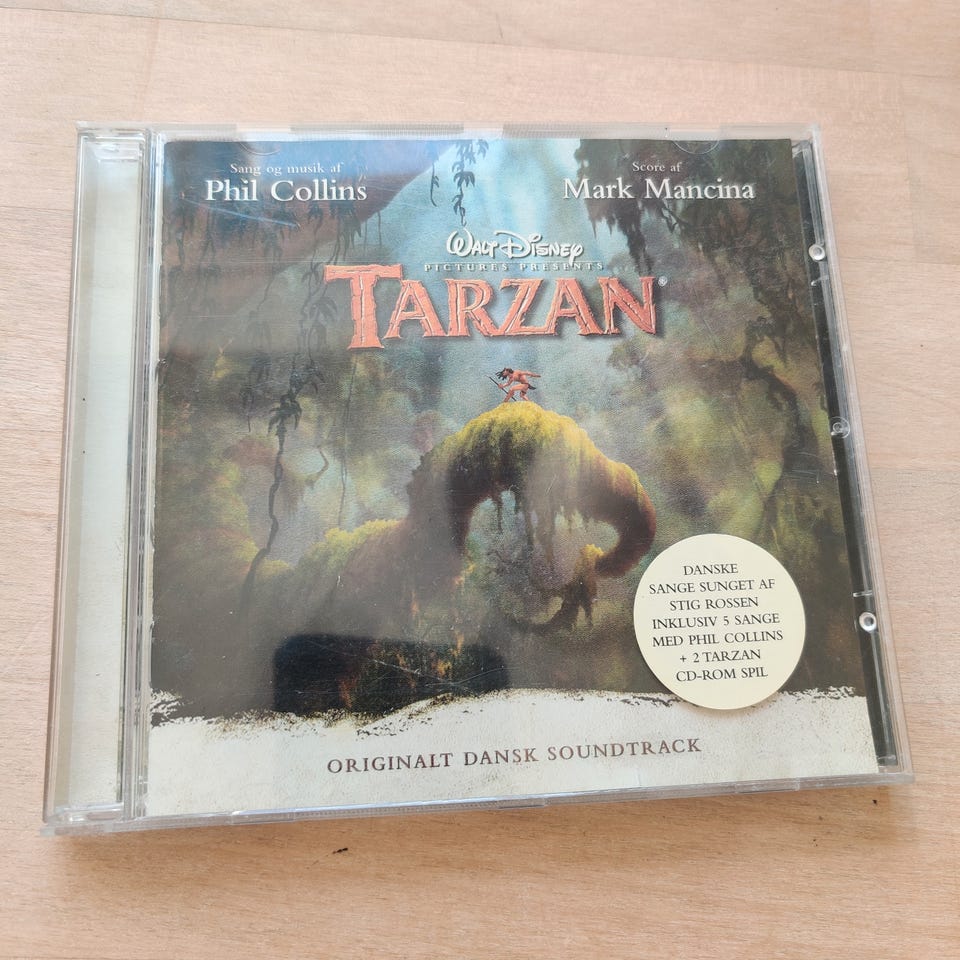 Sang og musik af
Phil Collins
Score af
Mark Mancina
WALT DISNEY
PICTURES PRESENTS
TARZAN®
DANSKE
SANGE SUNGET AF
STIG ROSSEN
INKLUSIV 5 SANGE
MED PHIL COLLINS
+ 2 TARZAN
CD-ROM SPIL
ORIGINALT DANSK SOUNDTRACK